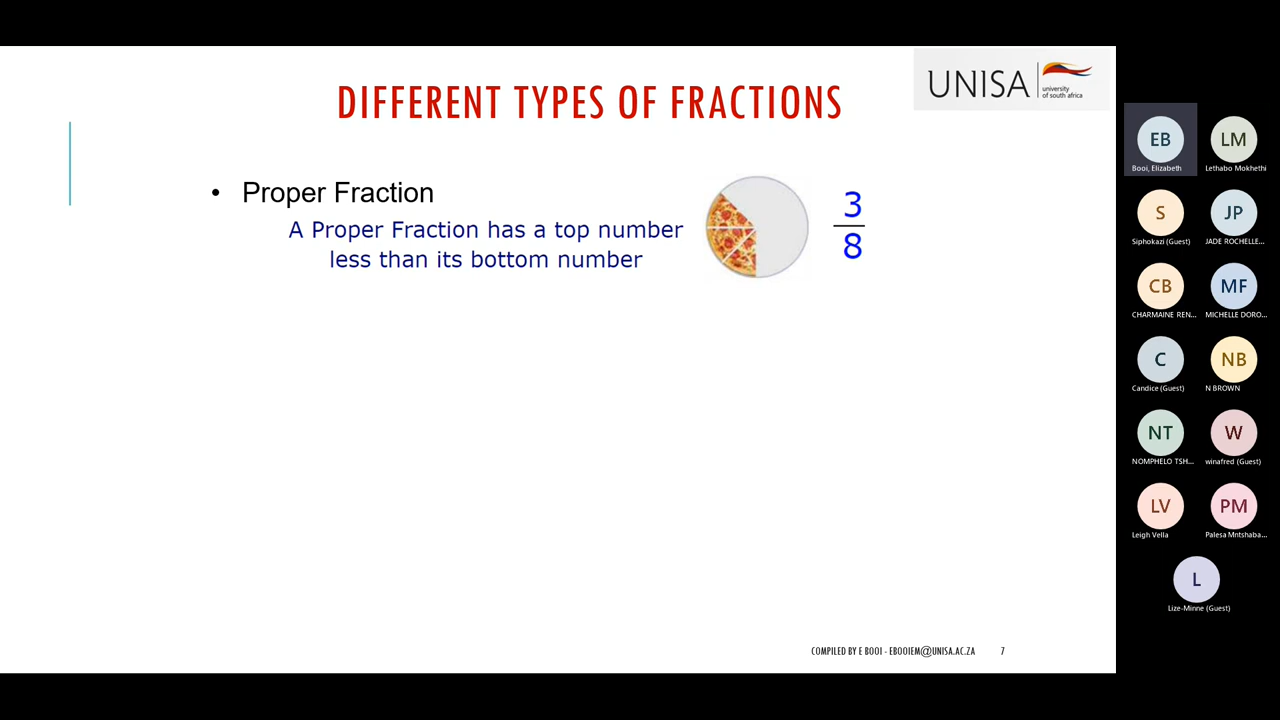 DIFFERENT TYPES OF FRACTIONS
UNISA
university
of south africa
• Proper Fraction
A Proper Fraction has a top number
less than its bottom number
3
8
COMPILED BY E BOOI - EBOOIEM@UNISA.AC.ZA
7
EB
Booi, Elizabeth
LM
Lethabo Mokhethi
S
Siphokazi (Guest)
JP
JADE ROCHELLE...
CB
CHARMAINE REN...
MF
MICHELLE DORO...
C
Candice (Guest)
NB
N BROWN
NT
NOMPHELO TSH...
W
winafred (Guest)
LV
Leigh Vella
PM
Palesa Mntshaba...
L
Lize-Minne (Guest)